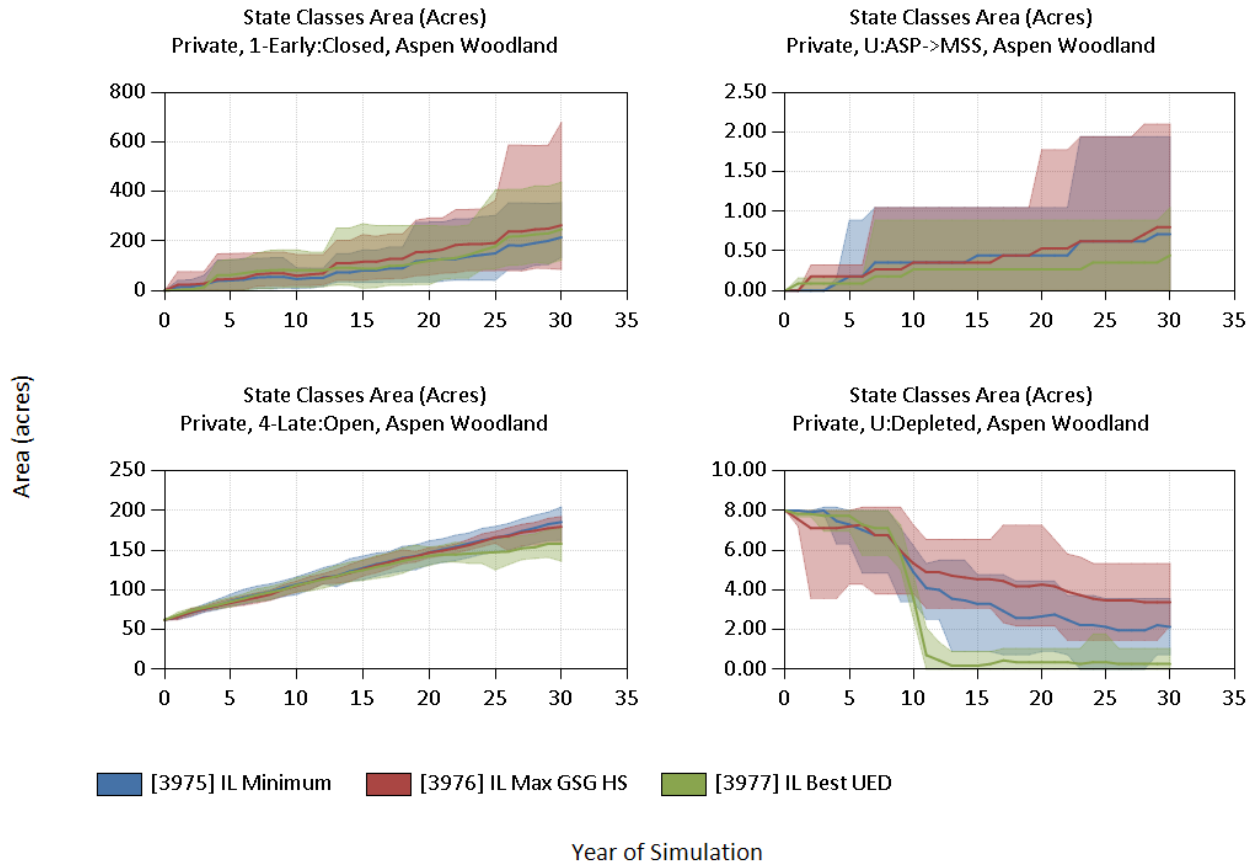 State Classes Area (Acres)
Private, 1-Early:Closed, Aspen Woodland
800
600
400
200
0
0 5 10 15 20 25 30 35
State Classes Area (Acres)
Private, U:ASP->MSS, Aspen Woodland
2.50
2.00
1.50
1.00
0.50
0.00
0 5 10 15 20 25 30 35
Area (acres)
State Classes Area (Acres)
Private, 4-Late:Open, Aspen Woodland
250
200
150
100
50
0
0 5 10 15 20 25 30 35
State Classes Area (Acres)
Private, U:Depleted, Aspen Woodland
10.00
8.00
6.00
4.00
2.00
0.00
0 5 10 15 20 25 30 35
[3975] IL Minimum [3976] IL Max GSG HS [3977] IL Best UED
Year of Simulation